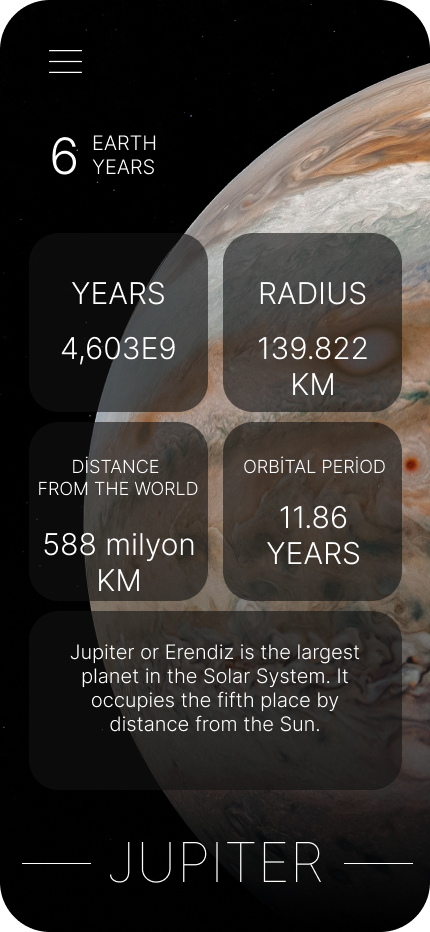 6 EARTH
YEARS
YEARS
4,603E9
RADIUS
139.822
KM
DİSTANCE
FROM THE WORLD
588 milyon
KM
ORBİTAL PERİOD
11.86
YEARS
Jupiter or Erendiz is the largest
planet in the Solar System. It
occupies the fifth place by
distance from the Sun.
JUPITER